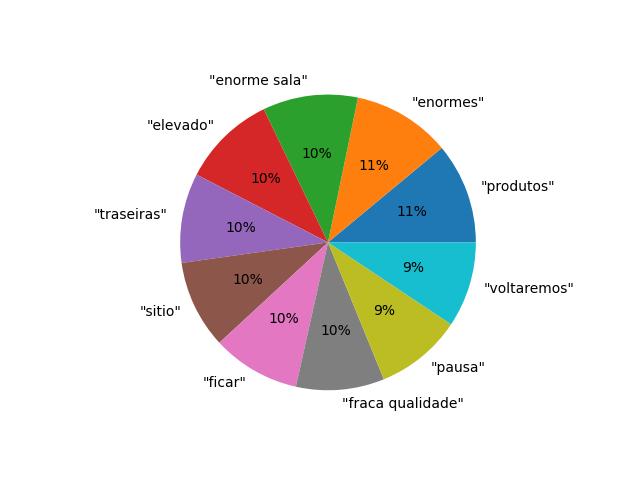 "enorme sala"
"enormes"
"elevado"
"produtos"
"traseiras"
"sitio"
"ficar"
"fraca qualidade"
"pausa"
"voltaremos"
10%
11%
10%
11%
10%
10%
10%
10%
9%
9%